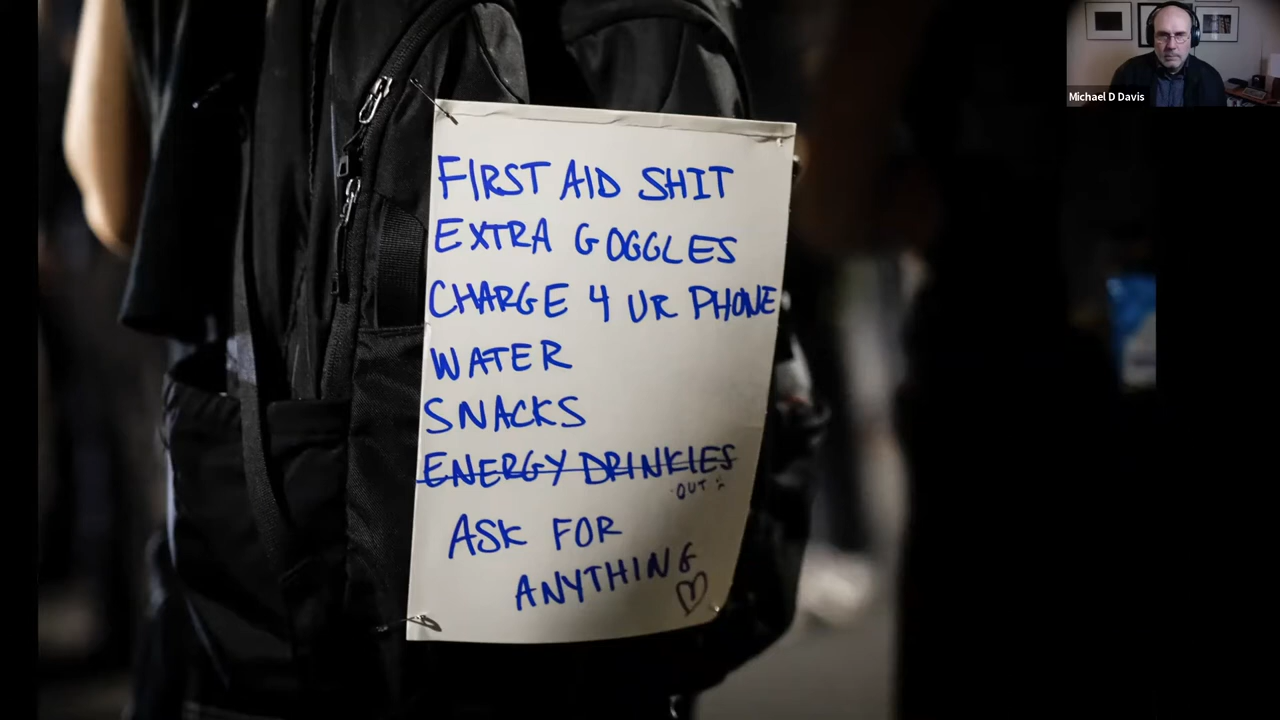 Michael D Davis
FIRST AID SHIT
EXTRA GOGGLES
CHARGE 4 UR PHONE
WATER
SNACKS
ENERGY DRINKIES
OUT :
ASK FOR
ANYTHING